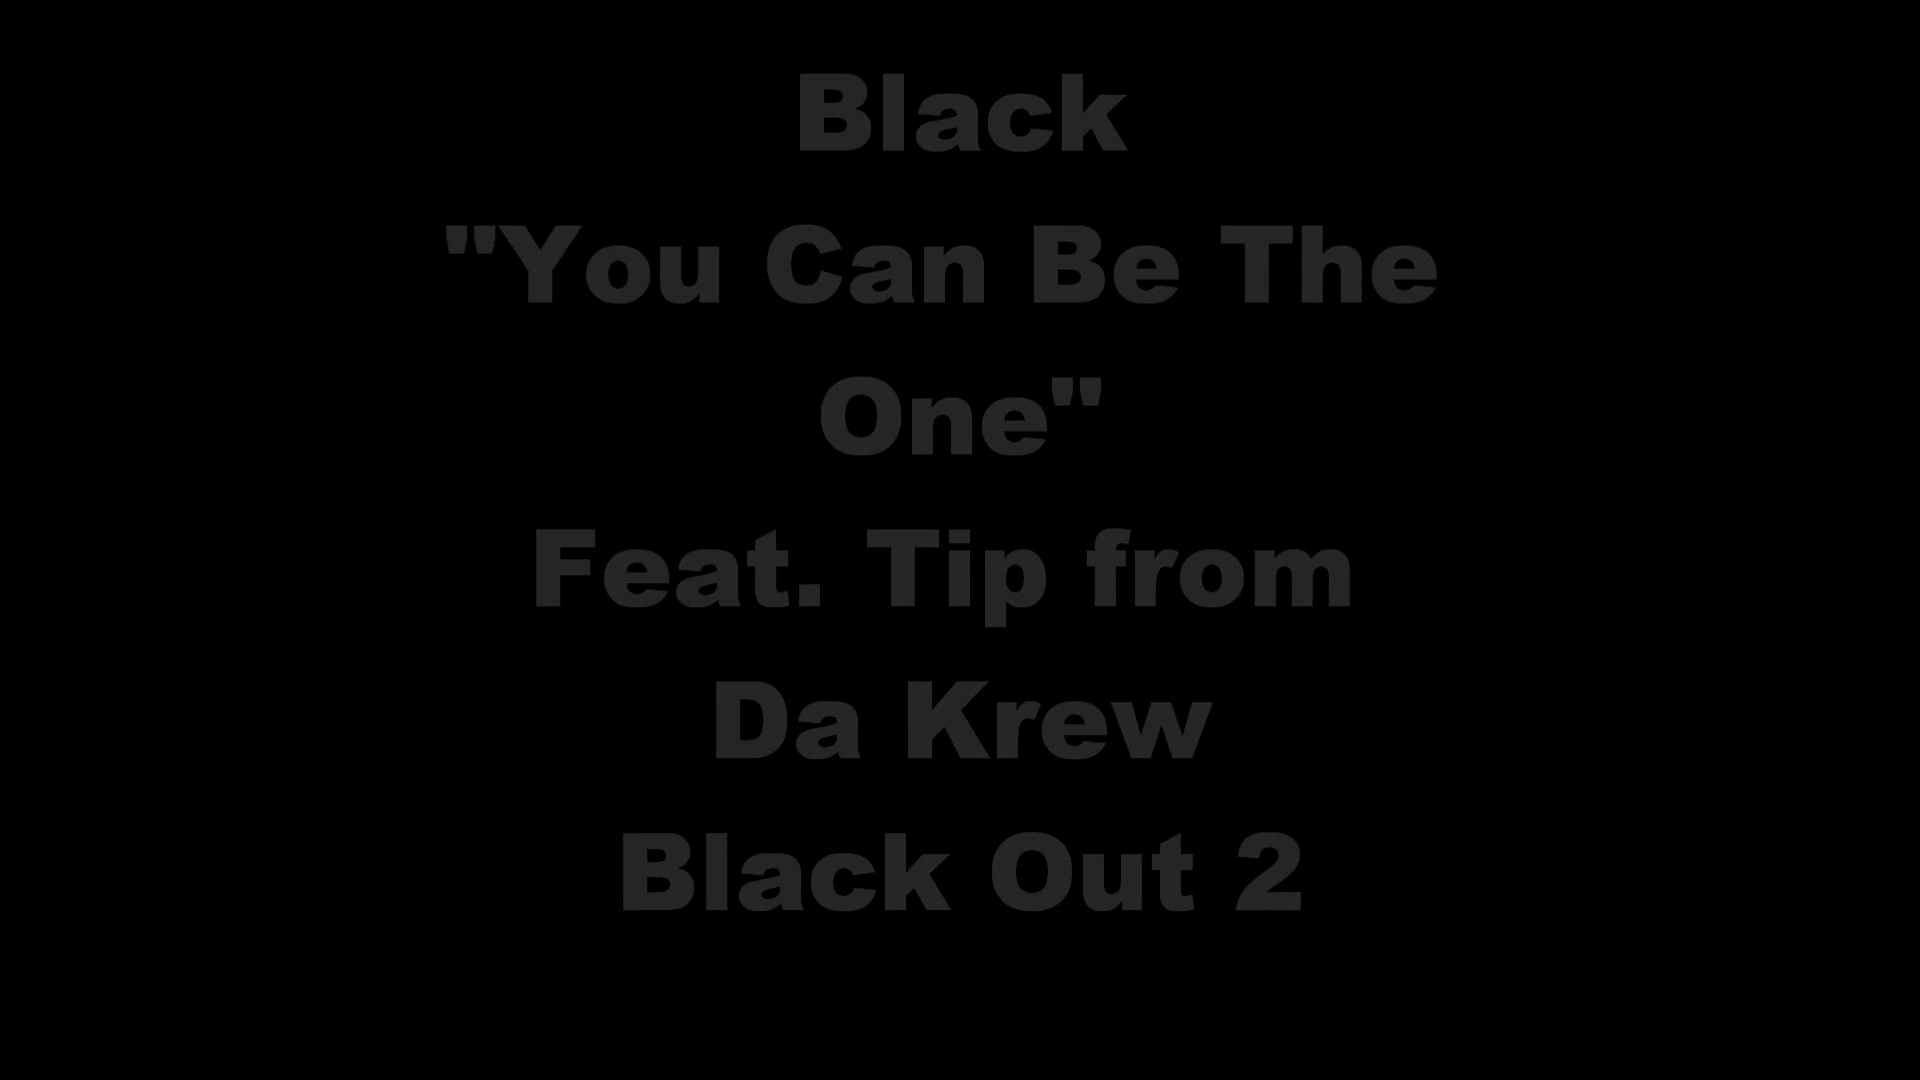 Black
"You Can Be The
One"
Feat. Tip from
Da Krew
Black Out 2